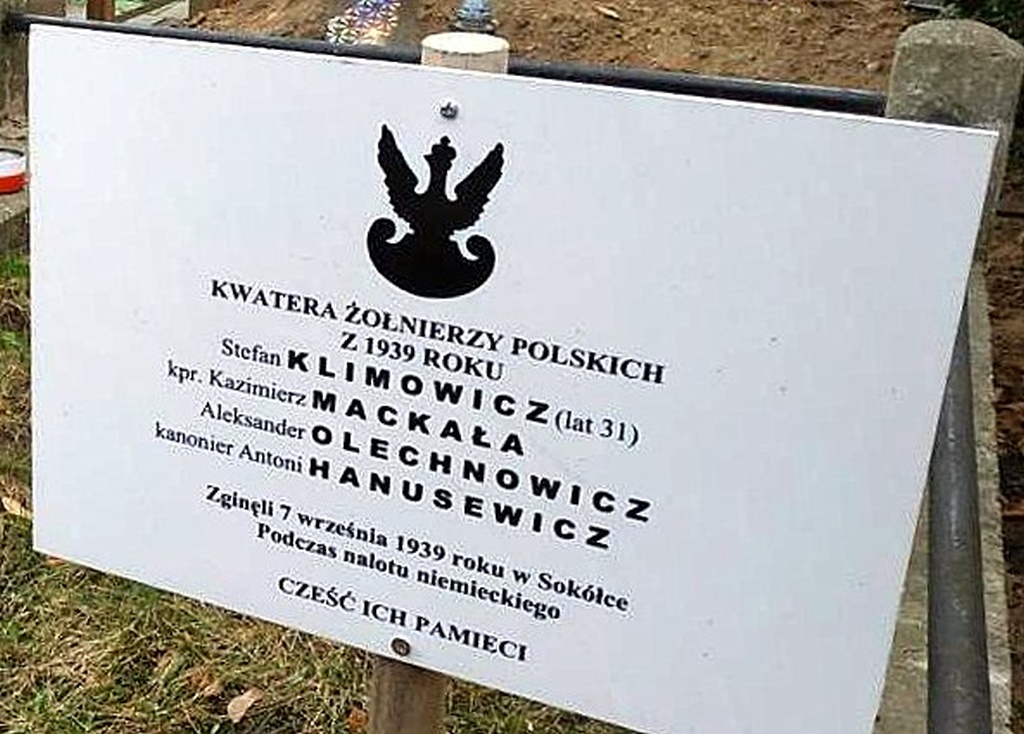 KWATERA ŻOŁNIERZY POLSKICH
Z 1939 ROKU
Stefan KLIMOWICZ (lat 31)
kpr. Kazimierz MACKAŁA
Aleksander OLECHNOWICZ
kanonier Antoni HANUSEWICZ
Zginęli 7 września 1939 roku w Sokółce
Podczas nalotu niemieckiego
CZEŚĆ ICH PAMIECI